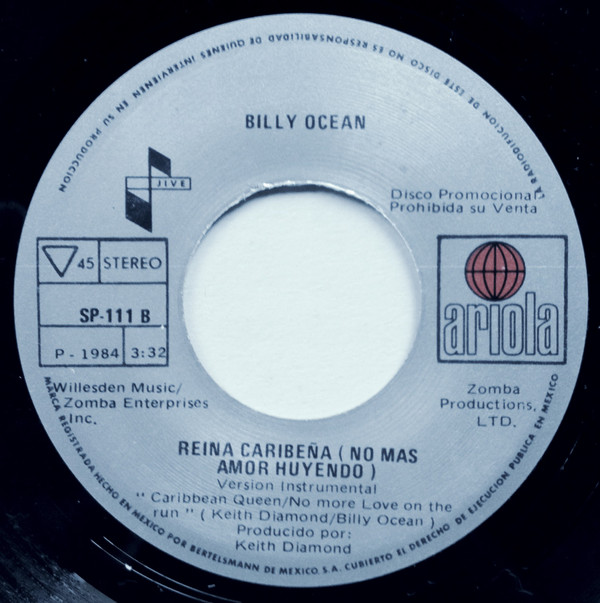 LA RADIODIFUCION DE ESTE DISCO NO ES RESPONSABILIDAD DE QUIENES INTERVIENEN EN SU PRODUCCION
BILLY OCEAN
JIVE
Disco Promocional
Prohibida su Venta
45 STEREO
SP-111 B
P - 1984 3:32
ariola
Willesden Music/
Zomba Enterprises
Inc.
Zomba
Productions,
LTD.
REINA CARIBEÑA ( NO MAS
AMOR HUYENDO )
Version Instrumental
" Caribbean Queen/No more Love on the
run " ( Keith Diamond/Billy Ocean )
Producido por:
Keith Diamond
MARCA REGISTRADA HECHO EN MEXICO POR BERTELSMANN DE MEXICO, S.A. CUBIERTO EL DERECHO DE EJECUCION PUBLICA EN MEXICO